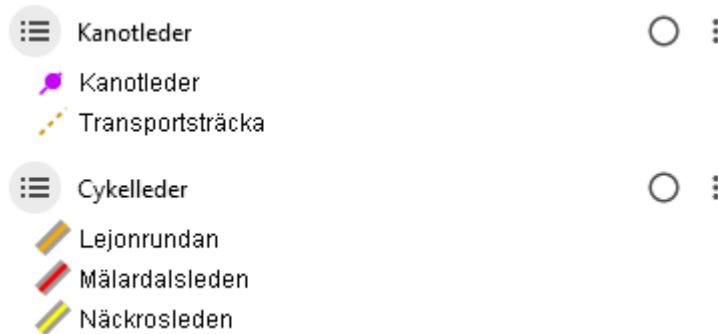 Kanotleder
Kanotleder
Transportsträcka
Cykelleder
Lejonrundan
Mälardalsleden
Näckrosleden